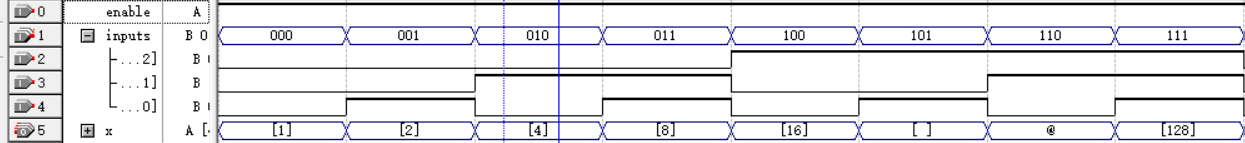 0 enable A
1 inputs B 0 000 001 010 011 100 101 110 111
2 ...2] B
3 ...1] B
4 ...0] B
5 x A [ [1] [2] [4] [8] [16] [ ] @ [128]